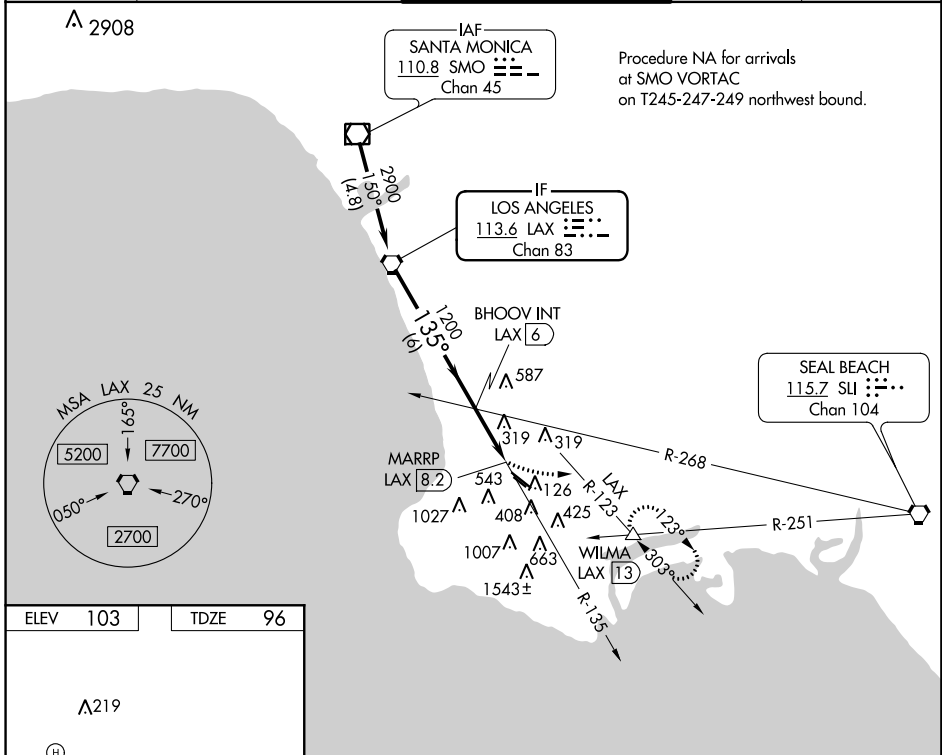 2908
IAF
SANTA MONICA
110.8 SMO
Chan 45
Procedure NA for arrivals
at SMO VORTAC
on T245-247-249 northwest bound.
2900
150°
(4.8)
IF
LOS ANGELES
113.6 LAX
Chan 83
1200
135°
(6)
BHOOV INT
LAX 6
587
SEAL BEACH
115.7 SLI
Chan 104
MSA LAX 25 NM
165°
5200
7700
050°
270°
2700
319
319
R-268
MARRP
LAX 8.2
543
126
LAX
R-123
1027
408
425
123°
R-251
1007
663
WILMA
LAX 13
303°
1543±
R-135
ELEV 103
TDZE 96
219
H